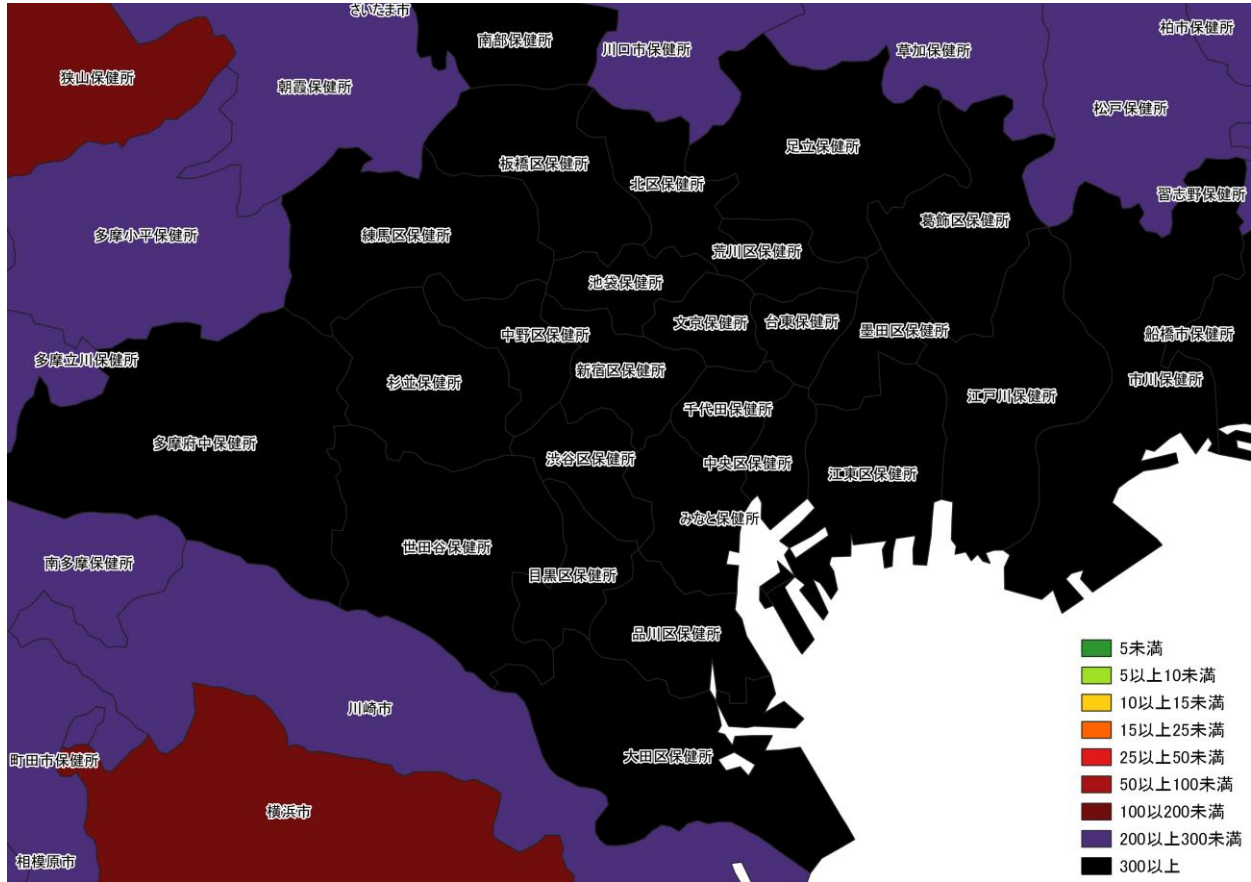 さいたま市
南部保健所
川口市保健所
草加保健所
柏市保健所
狭山保健所
朝霞保健所
松戸保健所
足立保健所
板橋区保健所
北区保健所
習志野保健所
多摩小平保健所
練馬区保健所
葛飾区保健所
荒川区保健所
池袋保健所
文京保健所
台東保健所
中野区保健所
墨田区保健所
船橋市保健所
多摩立川保健所
杉並保健所
新宿区保健所
市川保健所
江戸川保健所
千代田保健所
多摩府中保健所
渋谷区保健所
中央区保健所
江東区保健所
みなと保健所
世田谷保健所
南多摩保健所
目黒区保健所
品川区保健所
川崎市
大田区保健所
町田市保健所
横浜市
相模原市
5未満
5以上10未満
10以上15未満
15以上25未満
25以上50未満
50以上100未満
100以200未満
200以上300未満
300以上